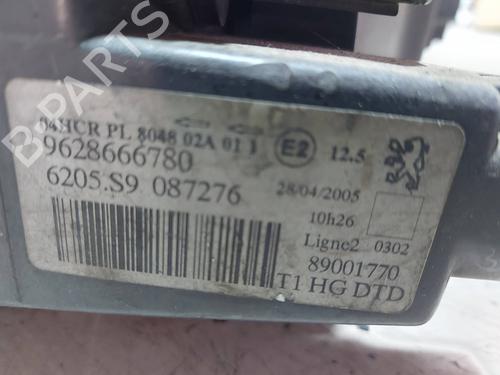 B-PARTS
04HCR PL 8048 02A 01 1 E2 12.5
9628666780
6205.S9 087276 28/04/2005
10h26
Ligne2 0302
89001770
T1 HG DTD